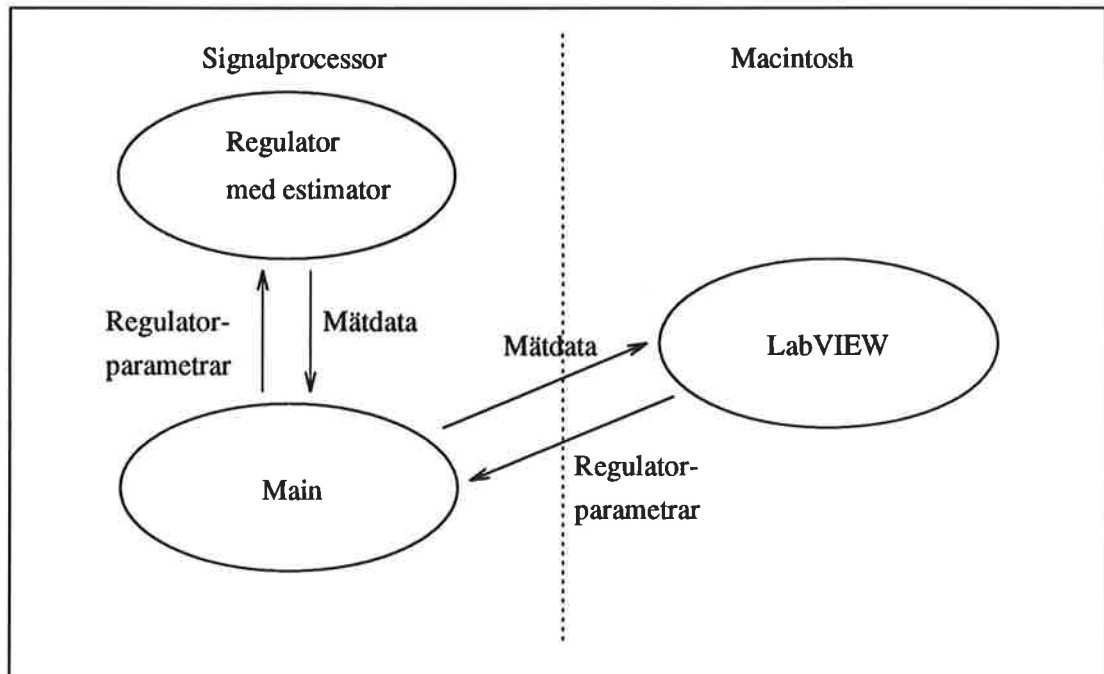 Signalprocessor
Macintosh
Regulator
med estimator
Regulator-
parametrar
Mätdata
Mätdata
LabVIEW
Regulator-
parametrar
Main